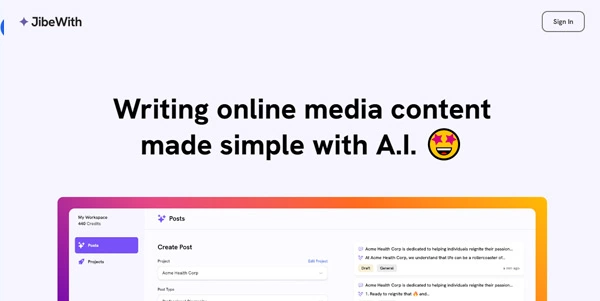 JibeWith
Sign In
Writing online media content
made simple with A.I.
My Workspace
440 Credits
Posts
Projects
Posts
Create Post
Project
Edit Project
Acme Health Corp
Post Type
Acme Health Corp is dedicated to helping individuals reignite their passion...
At Acme Health Corp, we understand that life can be a rollercoaster of...
Draft
General
a min ago
Acme Health Corp is dedicated to helping individuals reignite their passion...
1. Ready to reignite that 🔥 and...